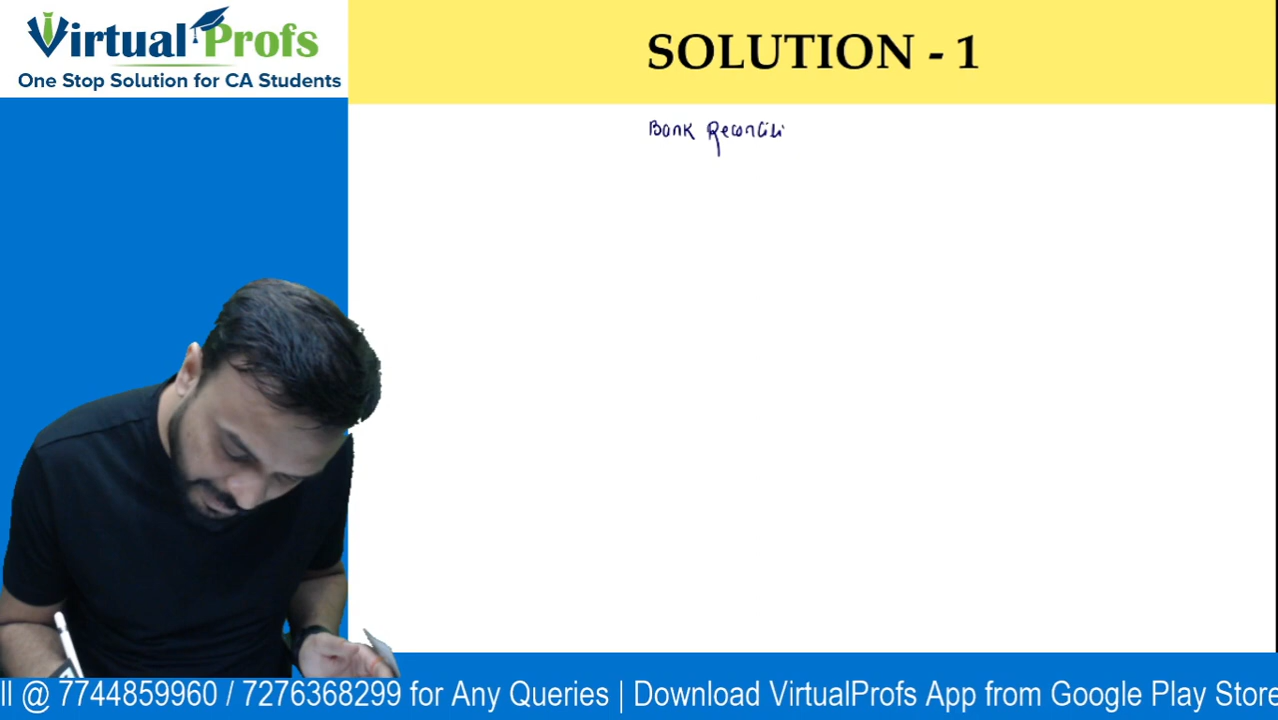 Virtual Profs
One Stop Solution for CA Students
SOLUTION - 1
Bank Reconcili
ll @ 7744859960 / 7276368299 for Any Queries | Download VirtualProfs App from Google Play Store